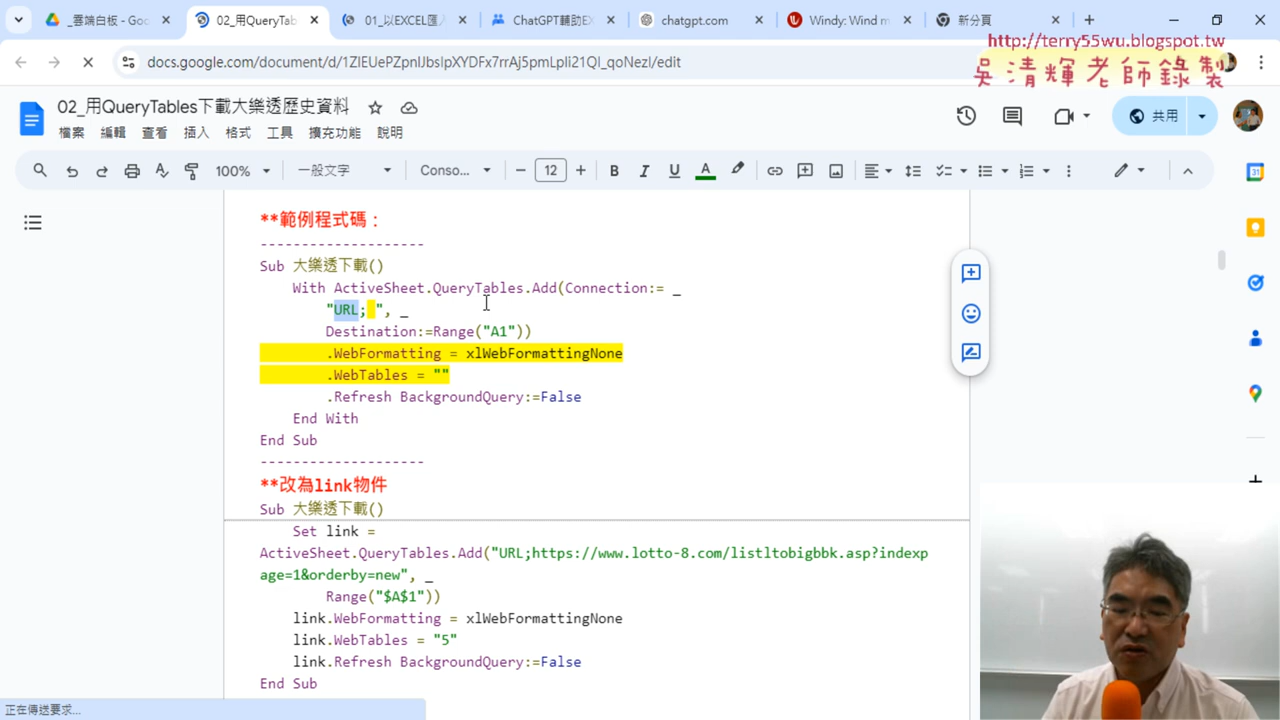 _雲端白板 - Goo
02_用QueryTab
01_以EXCEL匯入
ChatGPT輔助EX
chatgpt.com
Windy: Wind m
新分頁
docs.google.com/document/d/1ZIEUePZpnIJbsIpXYDFx7rrAj5pmLpIi21QI_qoNezI/edit
http://terry55wu.blogspot.tw
吳清輝老師錄製
02_用QueryTables下載大樂透歷史資料
檔案 編輯 查看 插入 格式 工具 擴充功能 說明
共用
100% 一般文字 Conso... 12
**範例程式碼：
--------------------
Sub 大樂透下載()
With ActiveSheet.QueryTables.Add(Connection:= _
"URL; ", _
Destination:=Range("A1"))
.WebFormatting = xlWebFormattingNone
.WebTables = ""
.Refresh BackgroundQuery:=False
End With
End Sub
--------------------
**改為link物件
Sub 大樂透下載()
Set link =
ActiveSheet.QueryTables.Add("URL;https://www.lotto-8.com/listltobigbbk.asp?indexp
age=1&orderby=new", _
Range("$A$1"))
link.WebFormatting = xlWebFormattingNone
link.WebTables = "5"
link.Refresh BackgroundQuery:=False
End Sub
正在傳送要求...